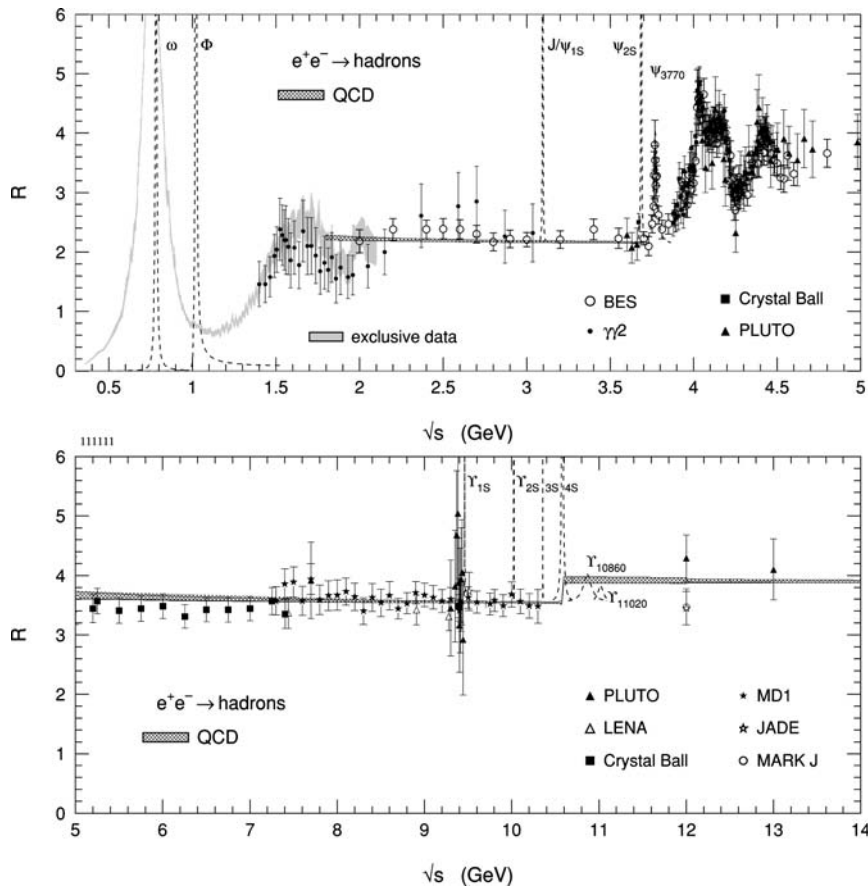 6
5
4
3
2
1
0
R
ω Φ J/ψ1S ψ2S
ψ3770
e+e− → hadrons
QCD
exclusive data
BES Crystal Ball
γγ2 PLUTO
0.5 1 1.5 2 2.5 3 3.5 4 4.5 5
√s (GeV)
111111
6
5
4
3
2
1
0
R
ϒ1S ϒ2S 3S 4S
ϒ10860
ϒ11020
e+e− → hadrons
QCD
PLUTO MD1
LENA JADE
Crystal Ball MARK J
5 6 7 8 9 10 11 12 13 14
√s (GeV)